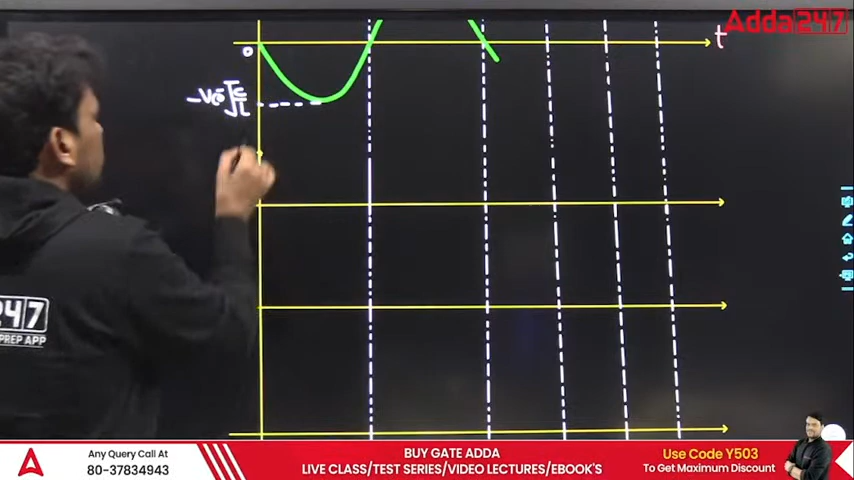 Adda247
t
0
247
PREP APP
Any Query Call At
80-37834943
BUY GATE ADDA
LIVE CLASS/TEST SERIES/VIDEO LECTURES/EBOOK'S
Use Code Y503
To Get Maximum Discount